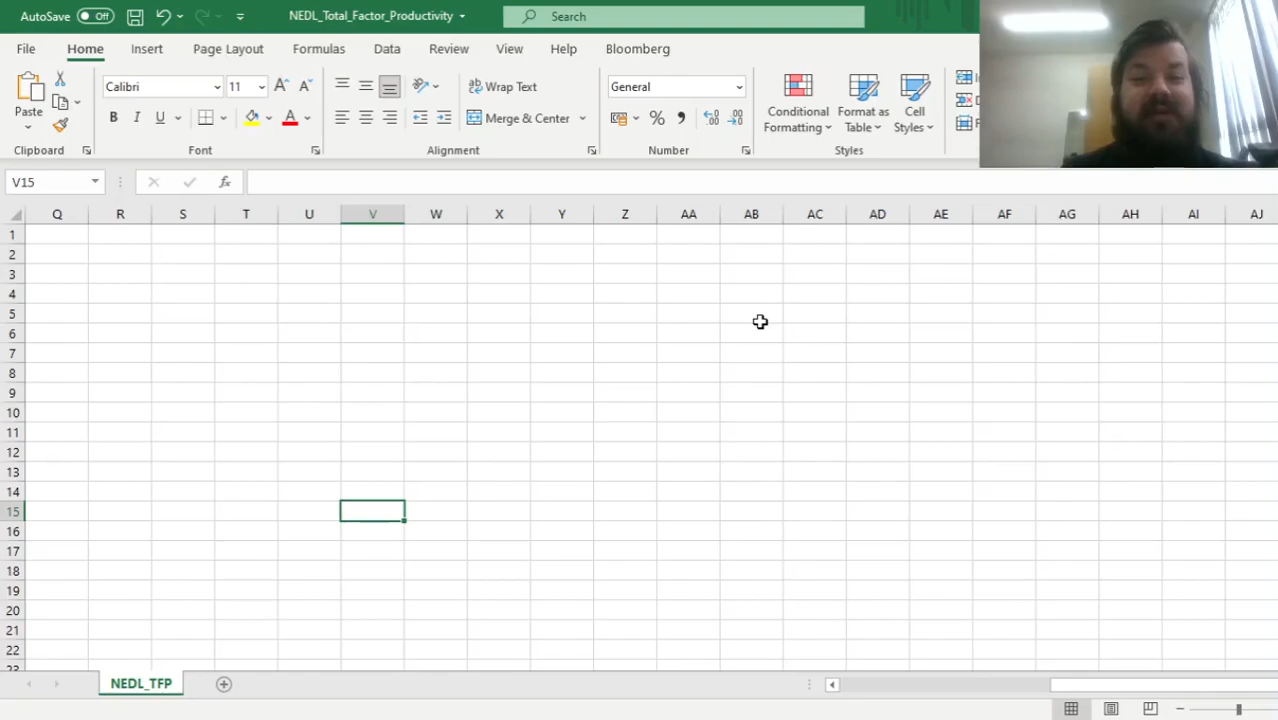 AutoSave Off NEDL_Total_Factor_Productivity Search
File Home Insert Page Layout Formulas Data Review View Help Bloomberg
Calibri 11 Wrap Text General
Paste B I U Merge & Center Conditional Formatting Format as Table Cell Styles
Clipboard Font Alignment Number Styles
V15 fx
Q R S T U V W X Y Z AA AB AC AD AE AF AG AH AI AJ
1
2
3
4
5
6
7
8
9
10
11
12
13
14
15
16
17
18
19
20
21
22
23
NEDL_TFP